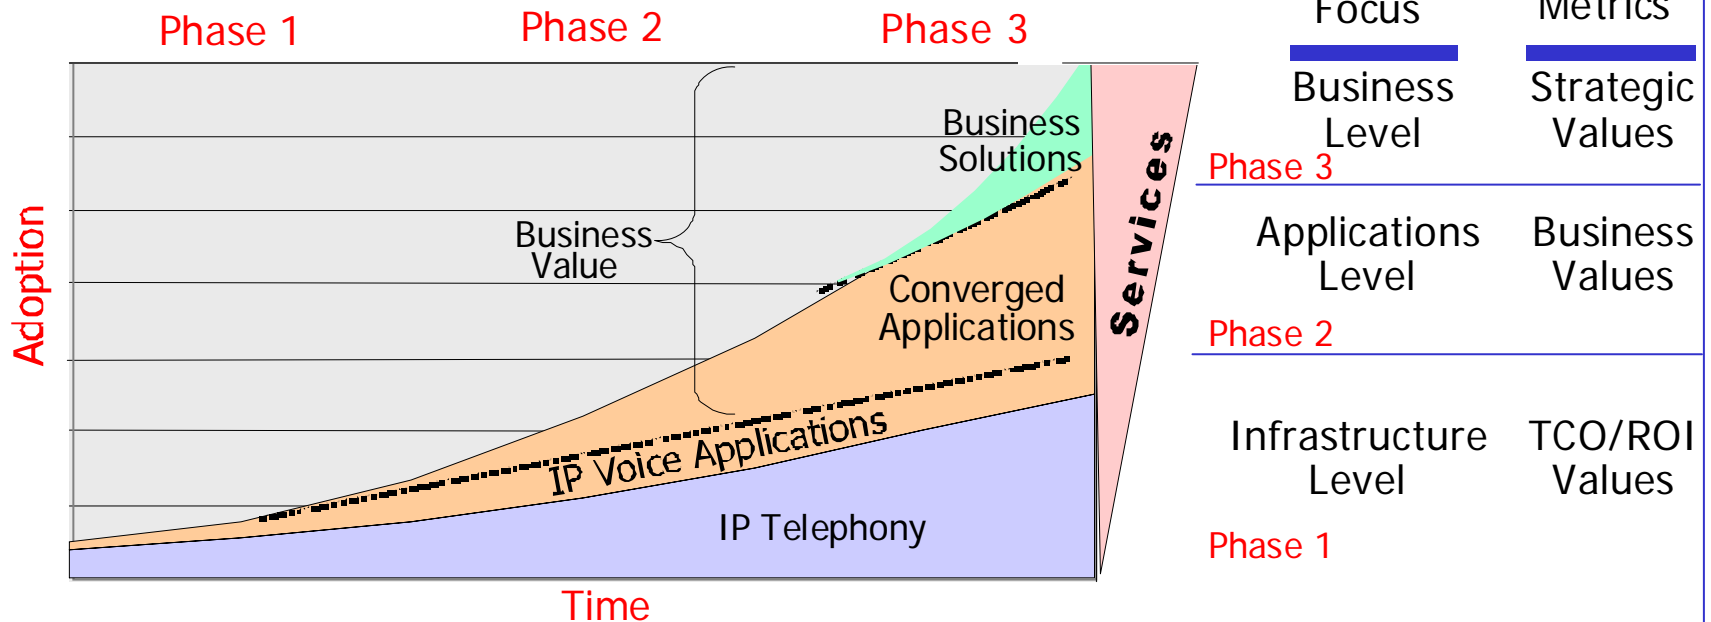 Phase 1
Phase 2
Phase 3
Focus
Metrics
Business
Solutions
Business
Value
Converged
Applications
IP Voice Applications
IP Telephony
Services
Adoption
Time
Business
Level
Strategic
Values
Phase 3
Applications
Level
Business
Values
Phase 2
Infrastructure
Level
TCO/ROI
Values
Phase 1